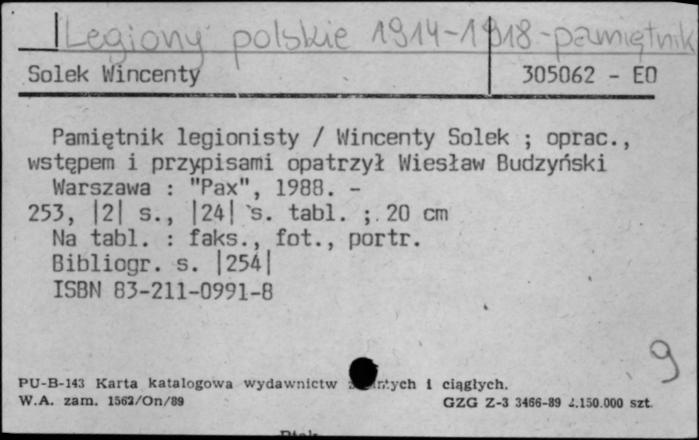 Legiony polskie 1914-1918 - pamiętnik
Solek Wincenty 305062 - EO
Pamiętnik legionisty / Wincenty Solek ; oprac.,
wstępem i przypisami opatrzył Wiesław Budzyński
Warszawa : "Pax", 1988. -
253, |2| s., |24| s. tabl. ; 20 cm
Na tabl. : faks., fot., portr.
Bibliogr. s. |254|
ISBN 83-211-0991-8
9
PU-B-143 Karta katalogowa wydawnictw i ciągłych.
W.A. zam. 1562/On/89 GZG Z-3 3466-89 .150.000 szt.